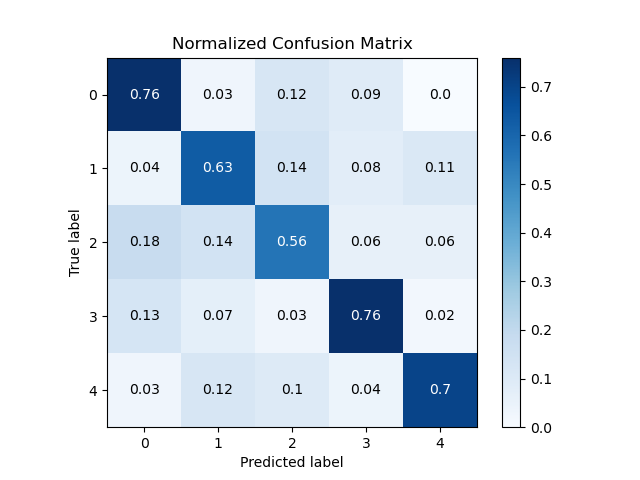 Normalized Confusion Matrix
0 0.76 0.03 0.12 0.09 0.0
1 0.04 0.63 0.14 0.08 0.11
2 0.18 0.14 0.56 0.06 0.06
3 0.13 0.07 0.03 0.76 0.02
4 0.03 0.12 0.1 0.04 0.7
0 1 2 3 4
Predicted label
True label
0.7
0.6
0.5
0.4
0.3
0.2
0.1
0.0